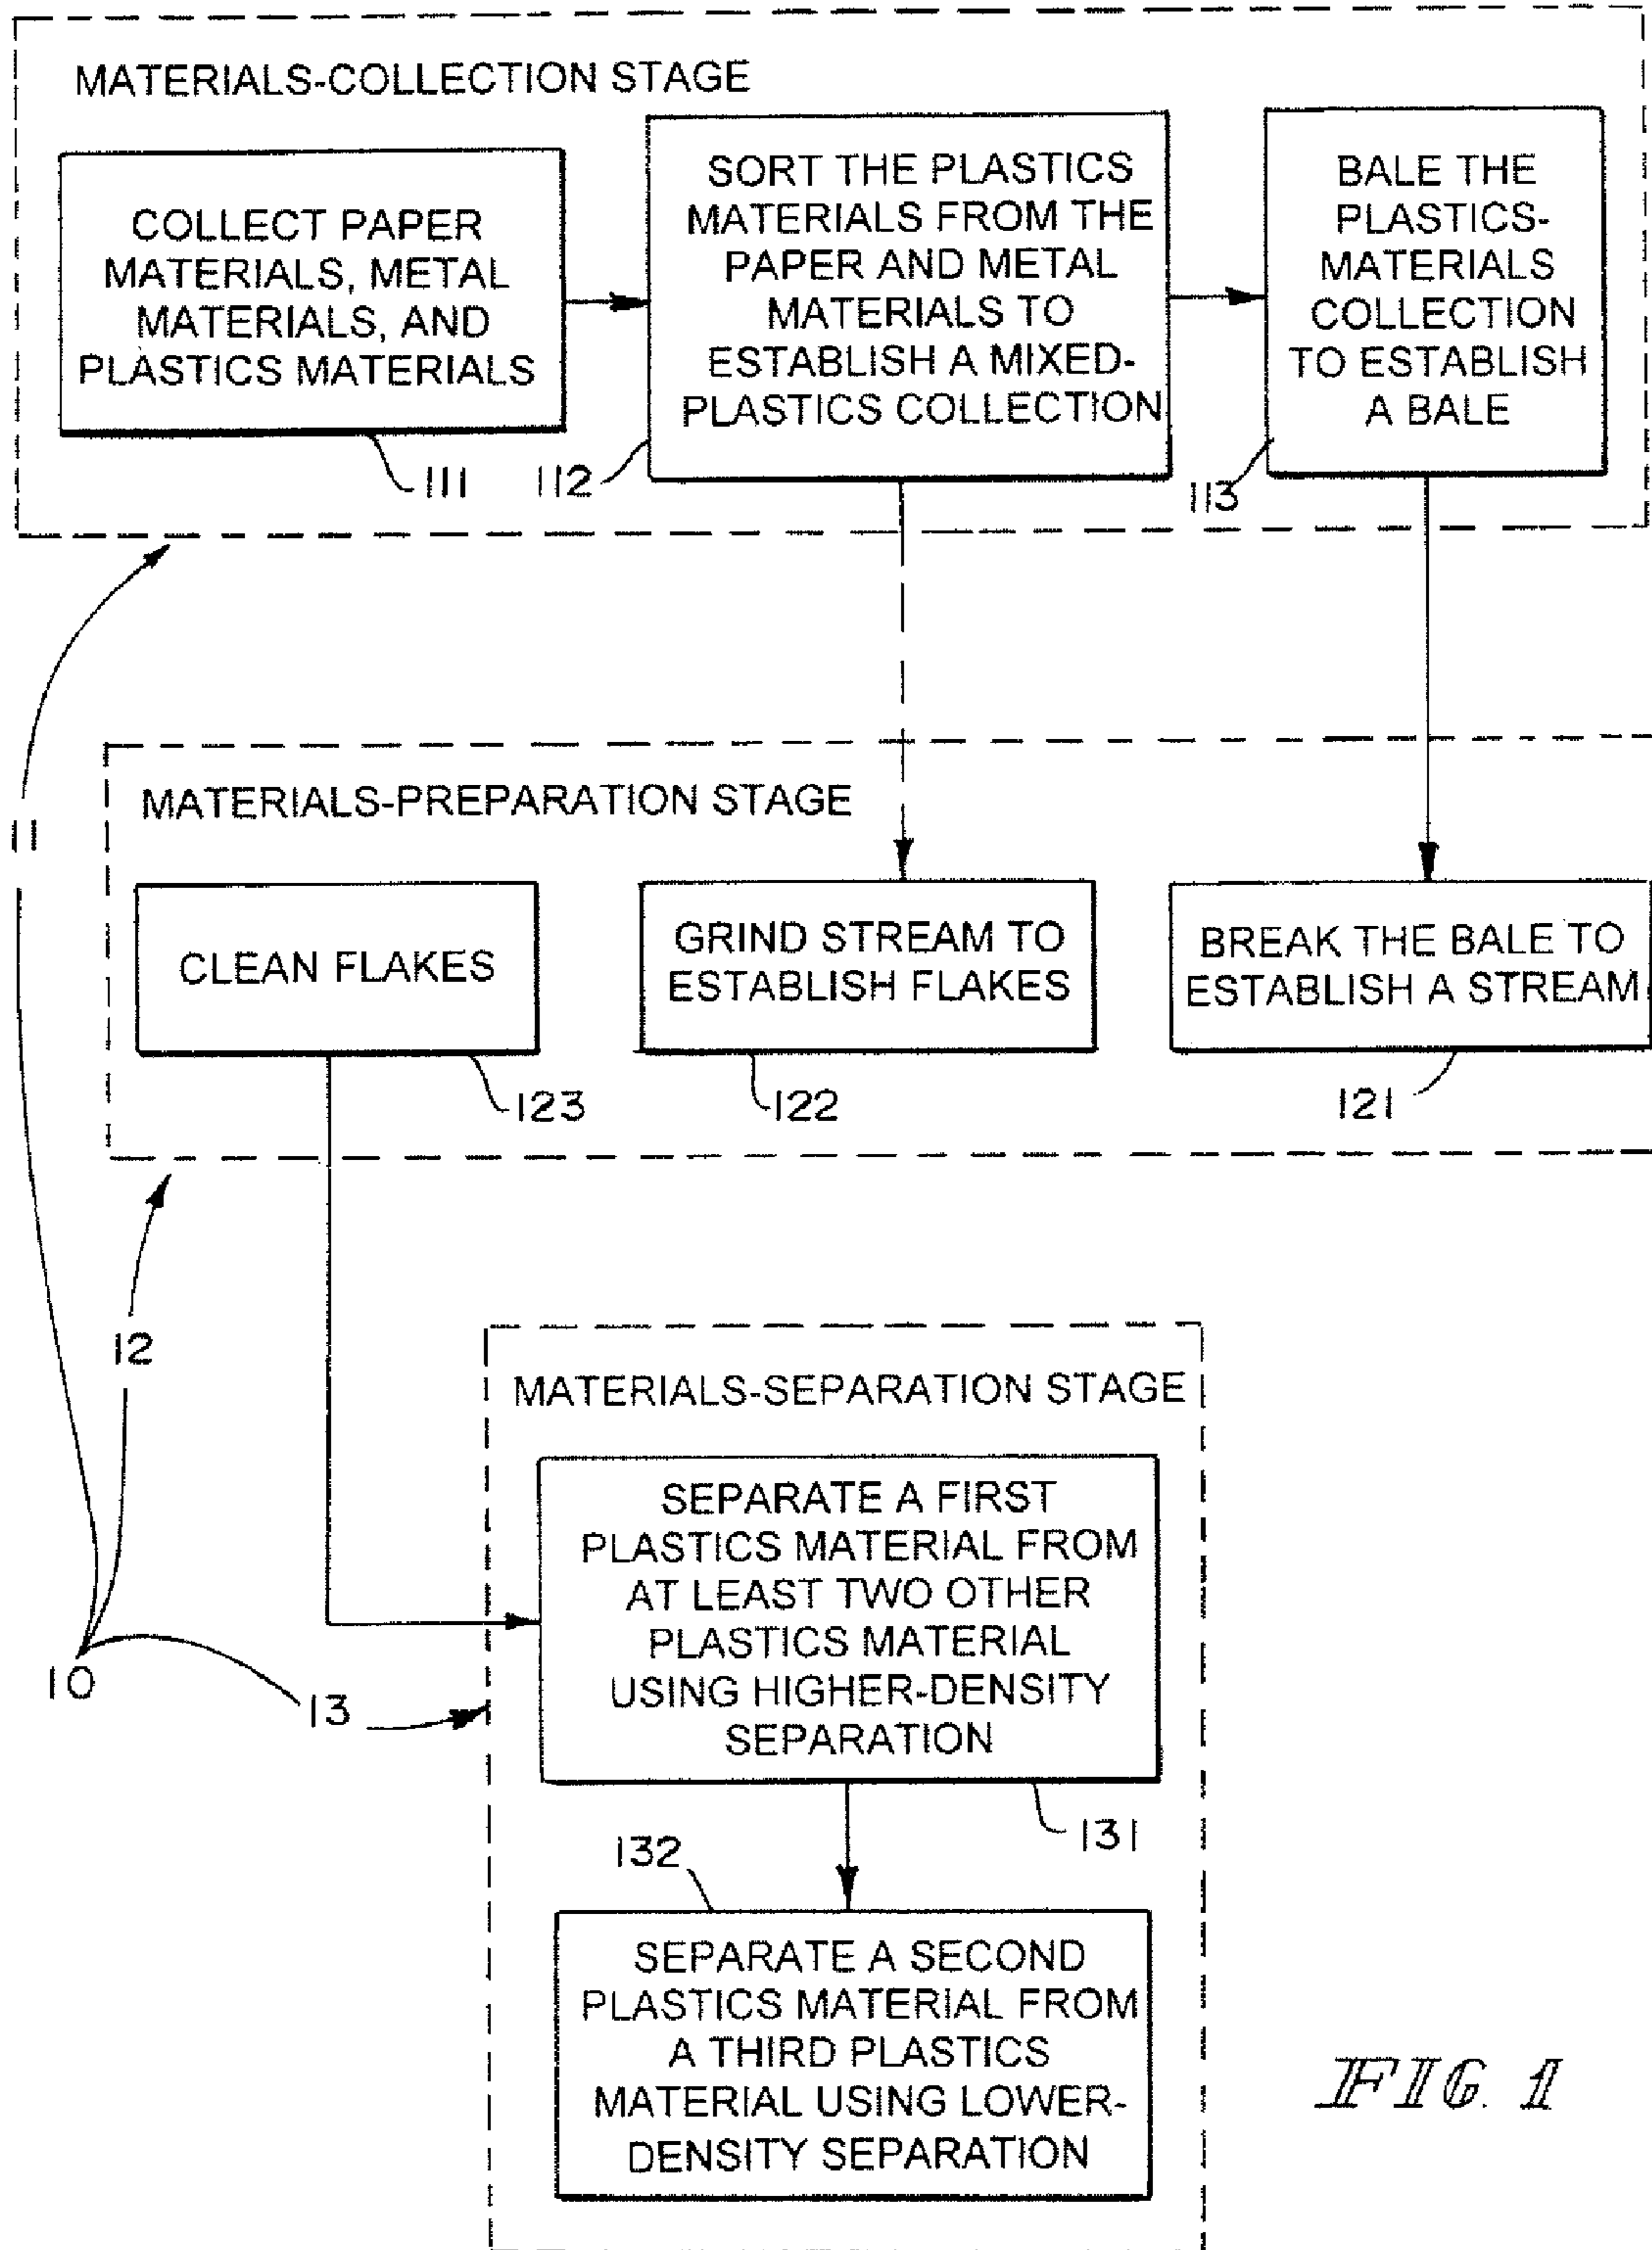 MATERIALS-COLLECTION STAGE
COLLECT PAPER
MATERIALS, METAL
MATERIALS, AND
PLASTICS MATERIALS
111
SORT THE PLASTICS
MATERIALS FROM THE
PAPER AND METAL
MATERIALS TO
ESTABLISH A MIXED-
PLASTICS COLLECTION
112
BALE THE
PLASTICS-
MATERIALS
COLLECTION
TO ESTABLISH
A BALE
113
11
MATERIALS-PREPARATION STAGE
CLEAN FLAKES
123
GRIND STREAM TO
ESTABLISH FLAKES
122
BREAK THE BALE TO
ESTABLISH A STREAM
121
12
10
13
MATERIALS-SEPARATION STAGE
SEPARATE A FIRST
PLASTICS MATERIAL FROM
AT LEAST TWO OTHER
PLASTICS MATERIAL
USING HIGHER-DENSITY
SEPARATION
131
132
SEPARATE A SECOND
PLASTICS MATERIAL FROM
A THIRD PLASTICS
MATERIAL USING LOWER-
DENSITY SEPARATION
FIG. 1